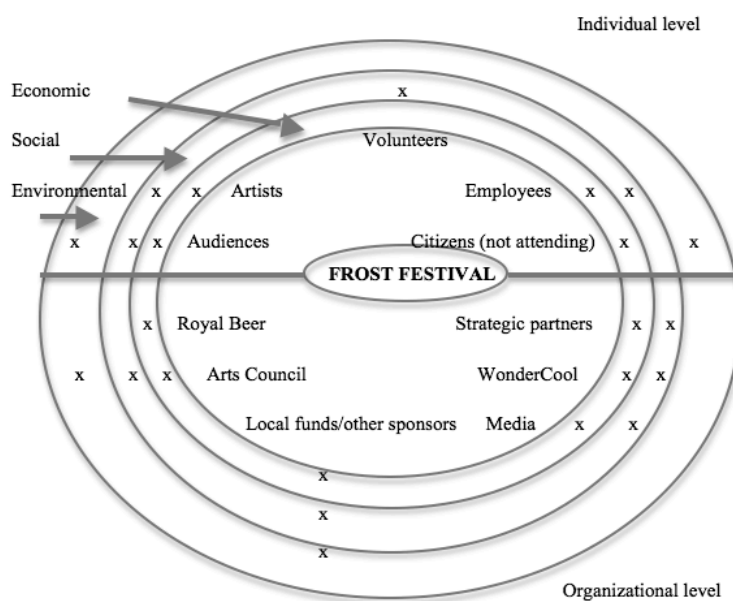 Individual level
Economic
x
Social
Volunteers
Environmental x x Artists Employees x x
x x x Audiences Citizens (not attending) x x
FROST FESTIVAL
x Royal Beer Strategic partners x x
x x x Arts Council WonderCool x x
Local funds/other sponsors Media x x
x
x
x
Organizational level